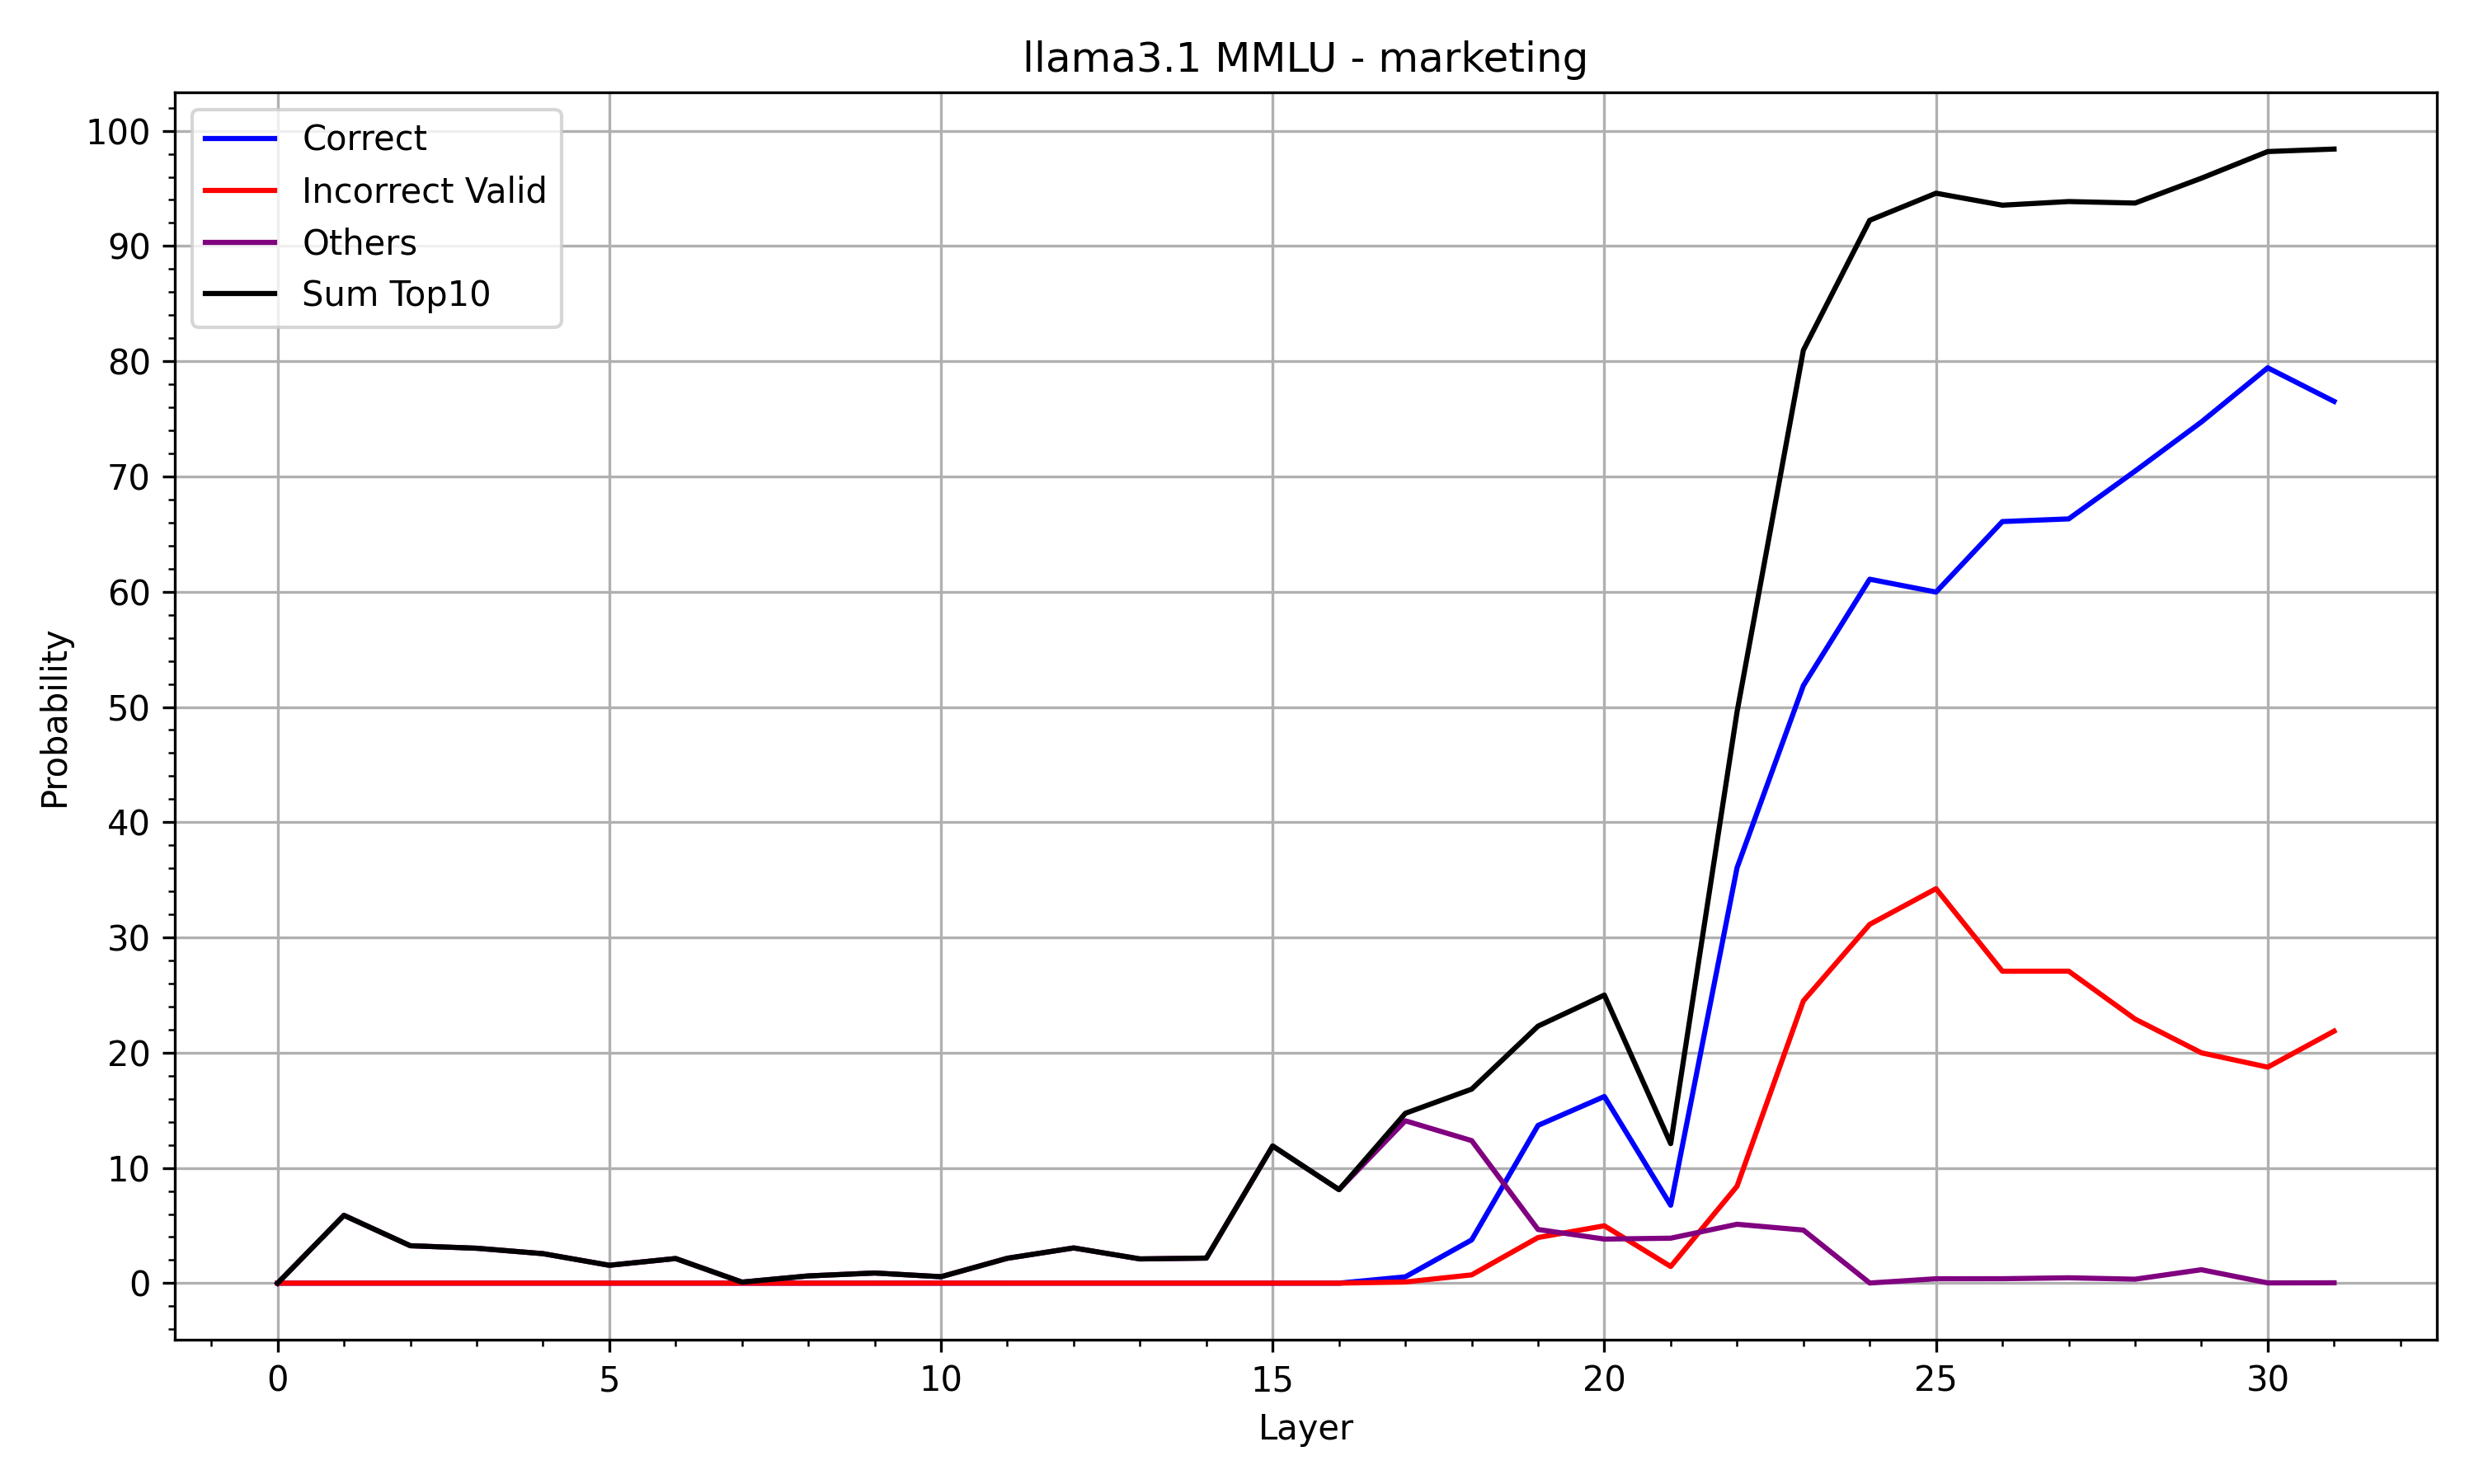 llama3.1 MMLU - marketing
Correct
Incorrect Valid
Others
Sum Top10
Probability
100
90
80
70
60
50
40
30
20
10
0
0 5 10 15 20 25 30
Layer